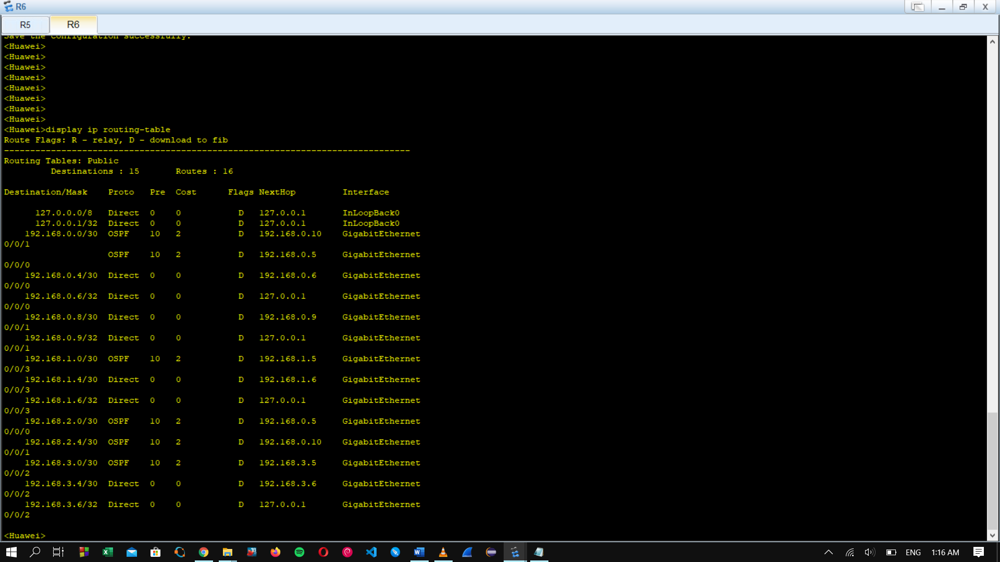 R6
R5 R6
Save the configuration successfully.
<Huawei>
<Huawei>
<Huawei>
<Huawei>
<Huawei>
<Huawei>
<Huawei>
<Huawei>
<Huawei>display ip routing-table
Route Flags: R - relay, D - download to fib
------------------------------------------------------------------------------
Routing Tables: Public
         Destinations : 15       Routes : 16

Destination/Mask    Proto   Pre  Cost      Flags NextHop         Interface

      127.0.0.0/8   Direct  0    0           D   127.0.0.1       InLoopBack0
      127.0.0.1/32  Direct  0    0           D   127.0.0.1       InLoopBack0
    192.168.0.0/30  OSPF    10   2           D   192.168.0.10    GigabitEthernet
0/0/1
                    OSPF    10   2           D   192.168.0.5     GigabitEthernet
0/0/0
    192.168.0.4/30  Direct  0    0           D   192.168.0.6     GigabitEthernet
0/0/0
    192.168.0.6/32  Direct  0    0           D   127.0.0.1       GigabitEthernet
0/0/0
    192.168.0.8/30  Direct  0    0           D   192.168.0.9     GigabitEthernet
0/0/1
    192.168.0.9/32  Direct  0    0           D   127.0.0.1       GigabitEthernet
0/0/1
    192.168.1.0/30  OSPF    10   2           D   192.168.1.5     GigabitEthernet
0/0/3
    192.168.1.4/30  Direct  0    0           D   192.168.1.6     GigabitEthernet
0/0/3
    192.168.1.6/32  Direct  0    0           D   127.0.0.1       GigabitEthernet
0/0/3
    192.168.2.0/30  OSPF    10   2           D   192.168.0.5     GigabitEthernet
0/0/0
    192.168.2.4/30  OSPF    10   2           D   192.168.0.10    GigabitEthernet
0/0/1
    192.168.3.0/30  OSPF    10   2           D   192.168.3.5     GigabitEthernet
0/0/2
    192.168.3.4/30  Direct  0    0           D   192.168.3.6     GigabitEthernet
0/0/2
    192.168.3.6/32  Direct  0    0           D   127.0.0.1       GigabitEthernet
0/0/2

<Huawei>
ENG 1:16 AM